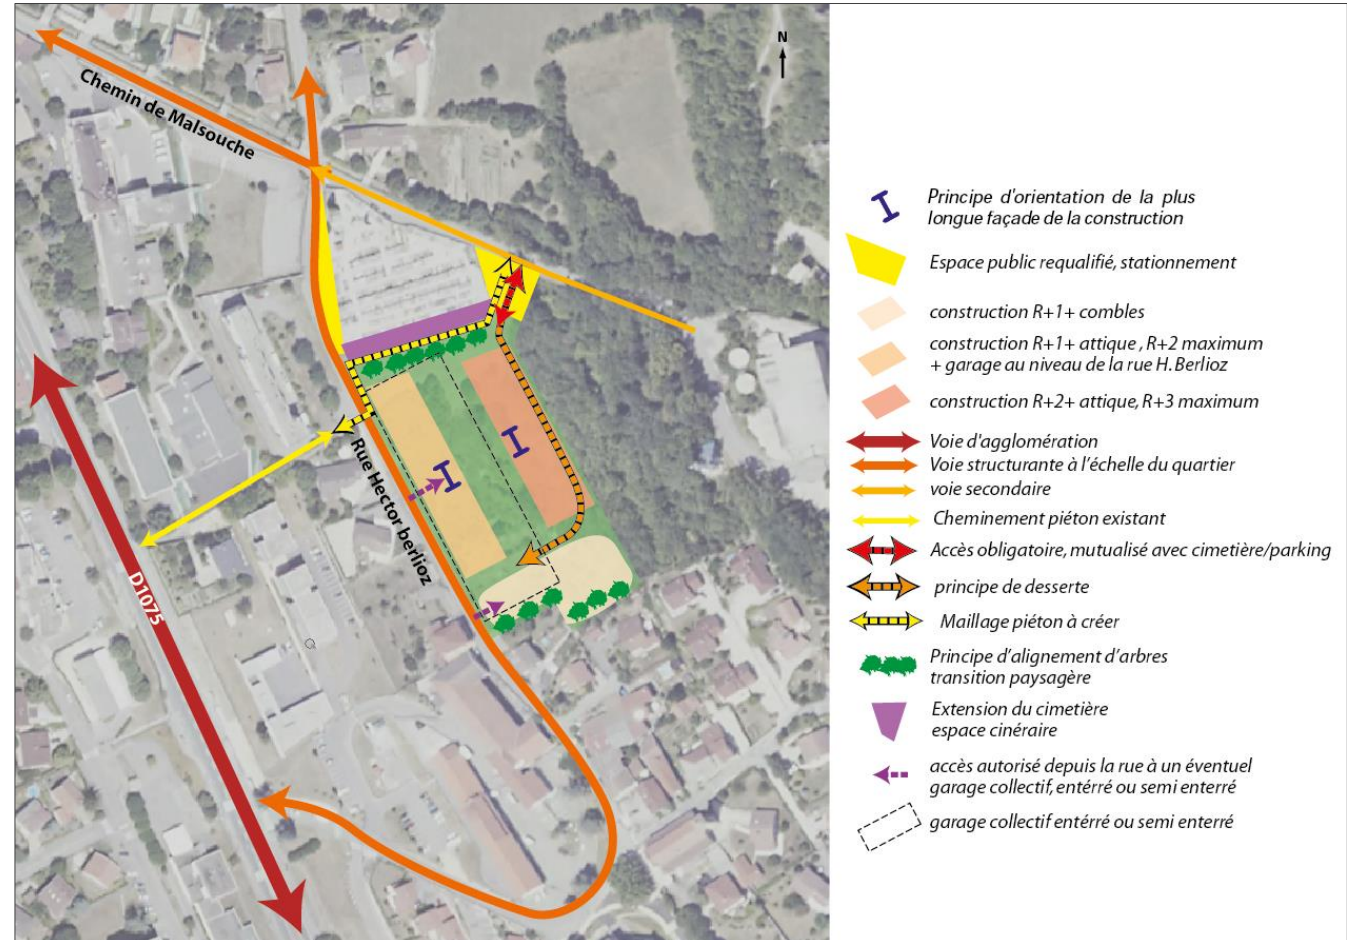 N
Chemin de Malsouche
Rue Hector berlioz
D1075
Principe d'orientation de la plus
longue façade de la construction
Espace public requalifié, stationnement
construction R+1+ combles
construction R+1+ attique , R+2 maximum
+ garage au niveau de la rue H. Berlioz
construction R+2+ attique, R+3 maximum
Voie d'agglomération
Voie structurante à l'échelle du quartier
voie secondaire
Cheminement piéton existant
Accès obligatoire, mutualisé avec cimetière/parking
principe de desserte
Maillage piéton à créer
Principe d'alignement d'arbres
transition paysagère
Extension du cimetière
espace cinéraire
accès autorisé depuis la rue à un éventuel
garage collectif, entérré ou semi enterré
garage collectif entérré ou semi enterré